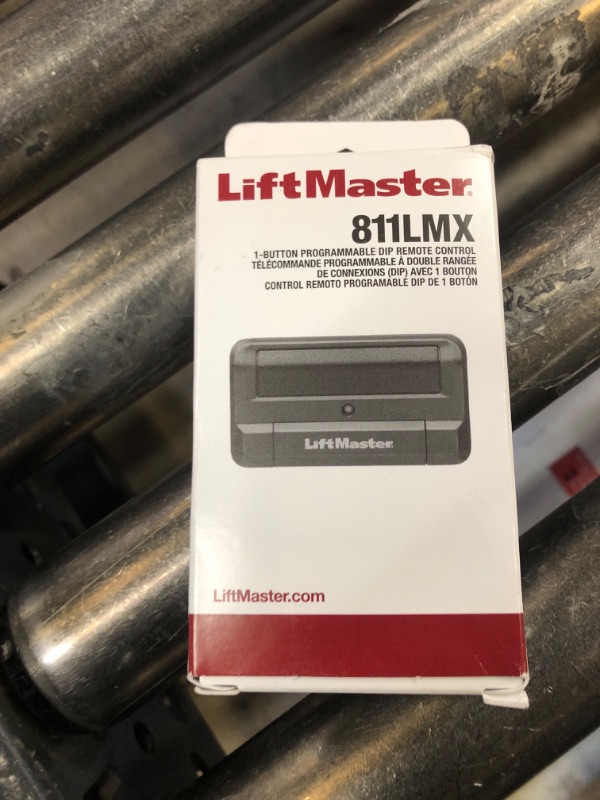 LiftMaster
811LMX
1-BUTTON PROGRAMMABLE DIP REMOTE CONTROL
TÉLÉCOMMANDE PROGRAMMABLE À DOUBLE RANGÉE
DE CONNEXIONS (DIP) AVEC 1 BOUTON
CONTROL REMOTO PROGRAMABLE DIP DE 1 BOTÓN
LiftMaster
LiftMaster.com